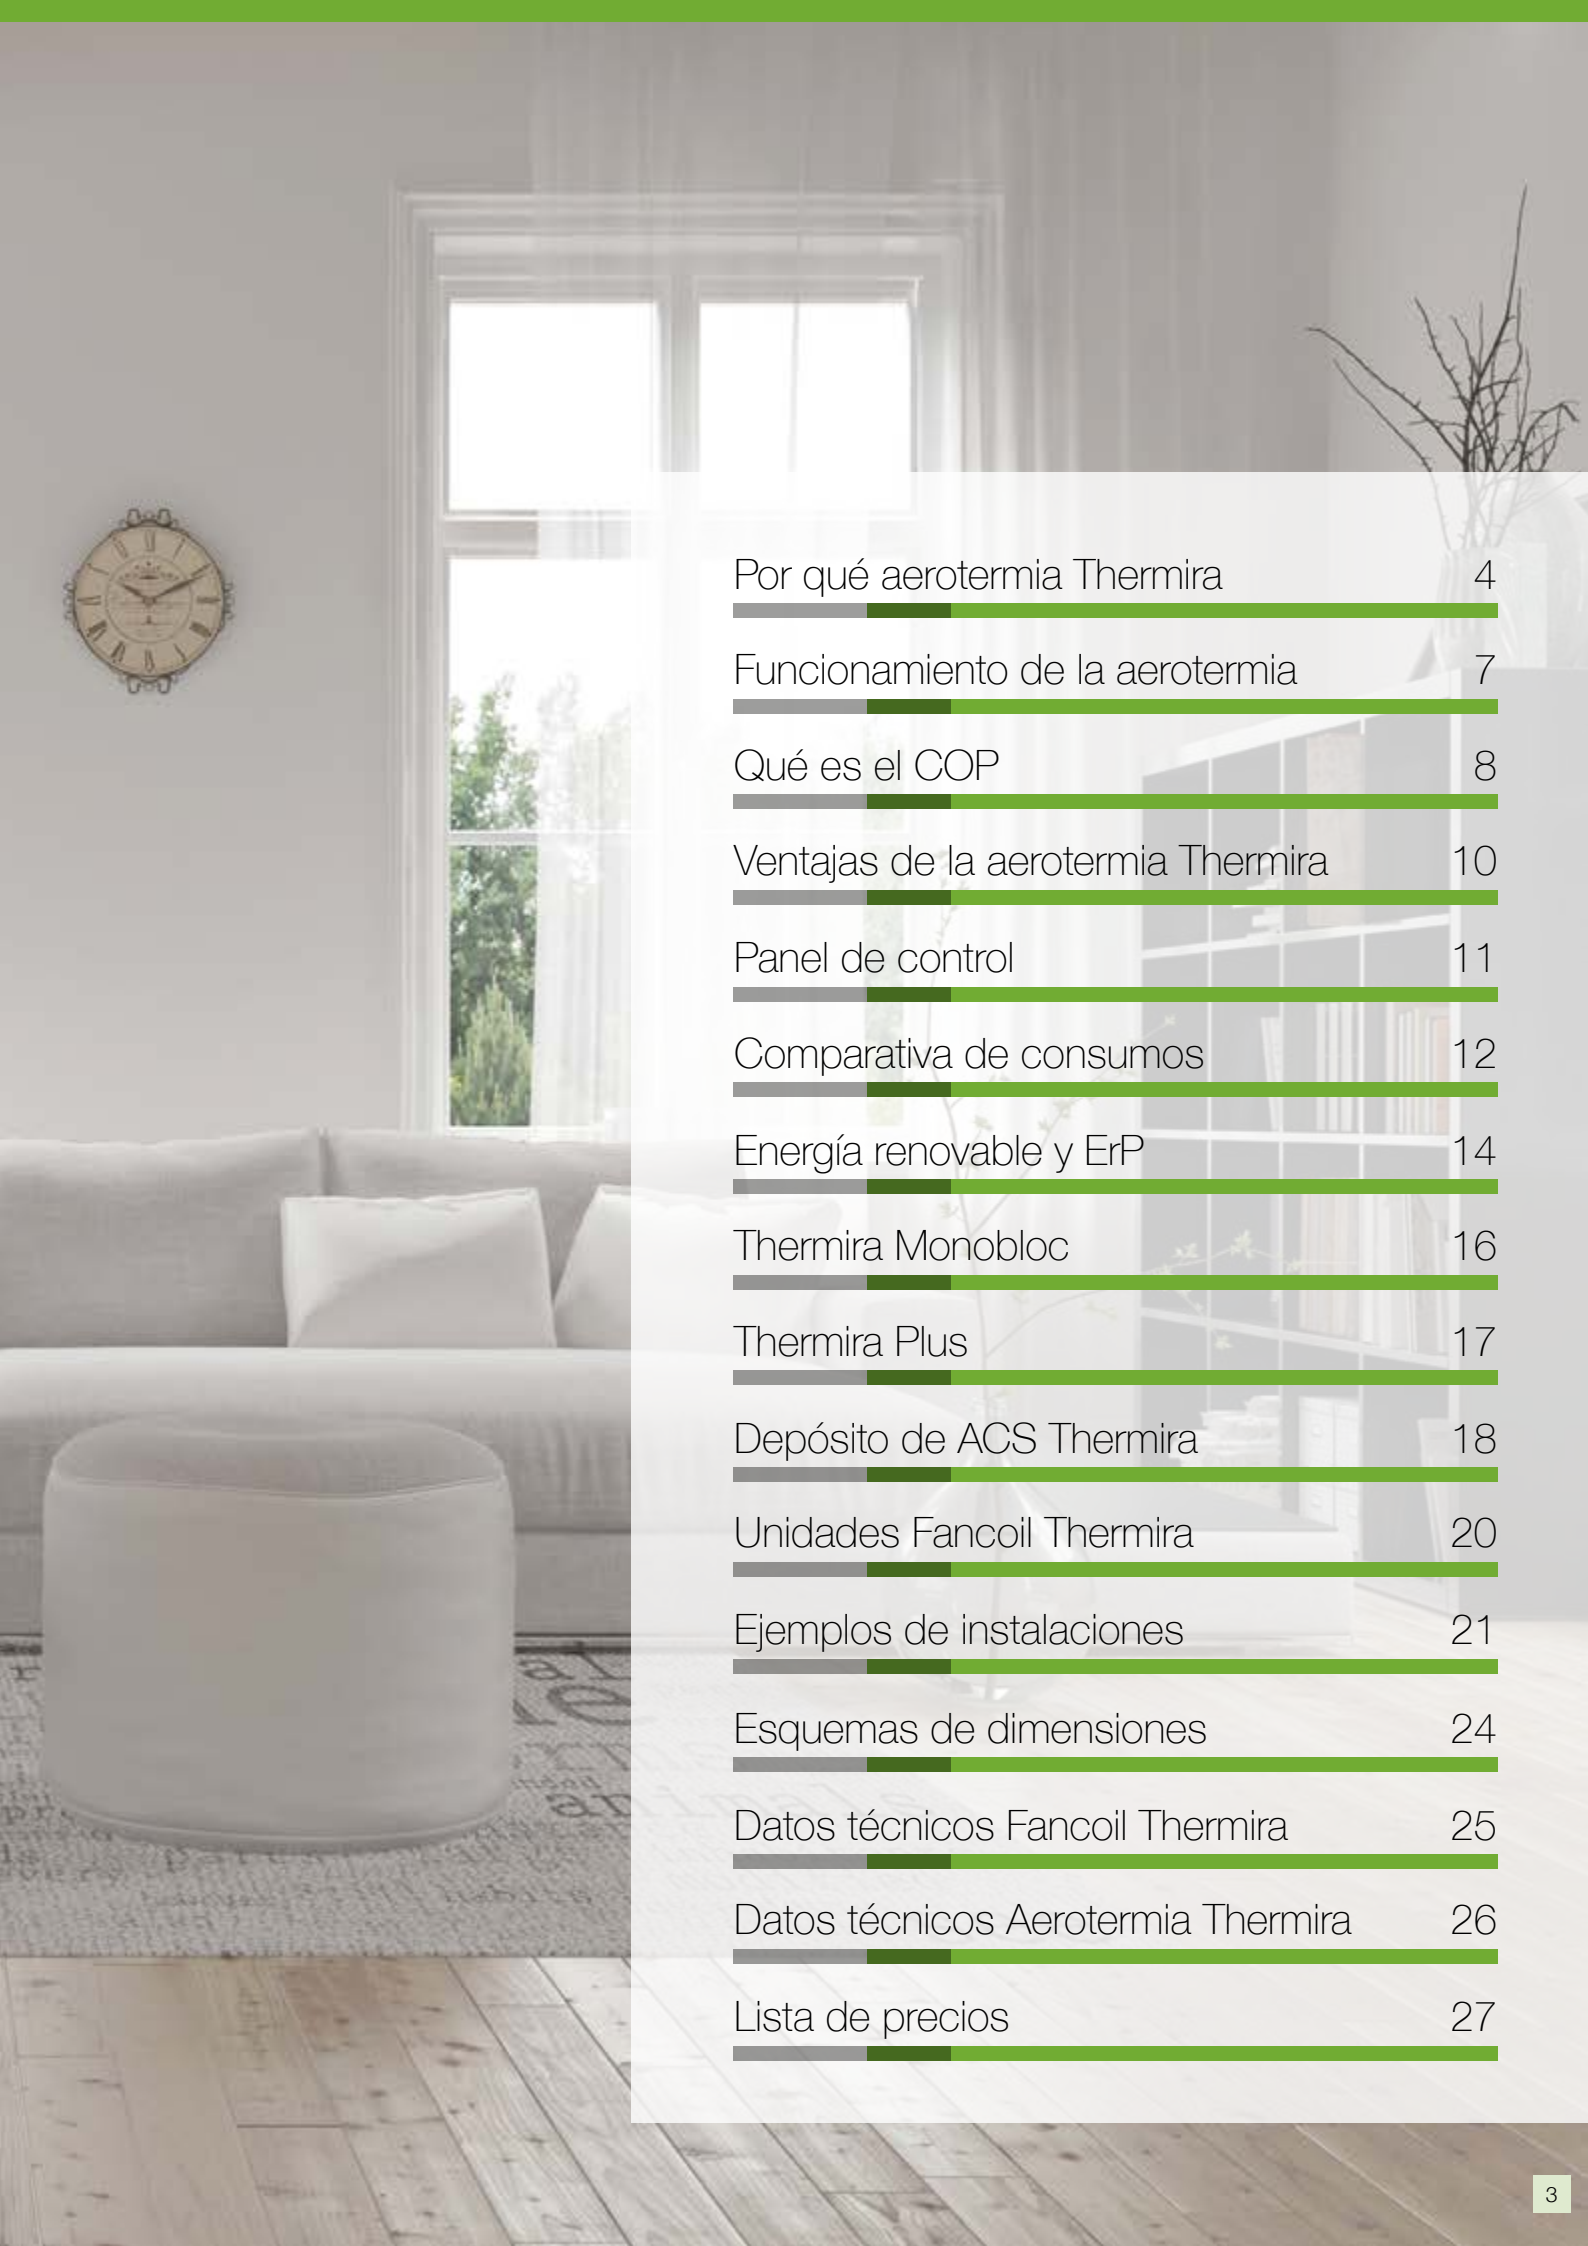 Por qué aerotermia Thermira 4
Funcionamiento de la aerotermia 7
Qué es el COP 8
Ventajas de la aerotermia Thermira 10
Panel de control 11
Comparativa de consumos 12
Energía renovable y ErP 14
Thermira Monobloc 16
Thermira Plus 17
Depósito de ACS Thermira 18
Unidades Fancoil Thermira 20
Ejemplos de instalaciones 21
Esquemas de dimensiones 24
Datos técnicos Fancoil Thermira 25
Datos técnicos Aerotermia Thermira 26
Lista de precios 27
3